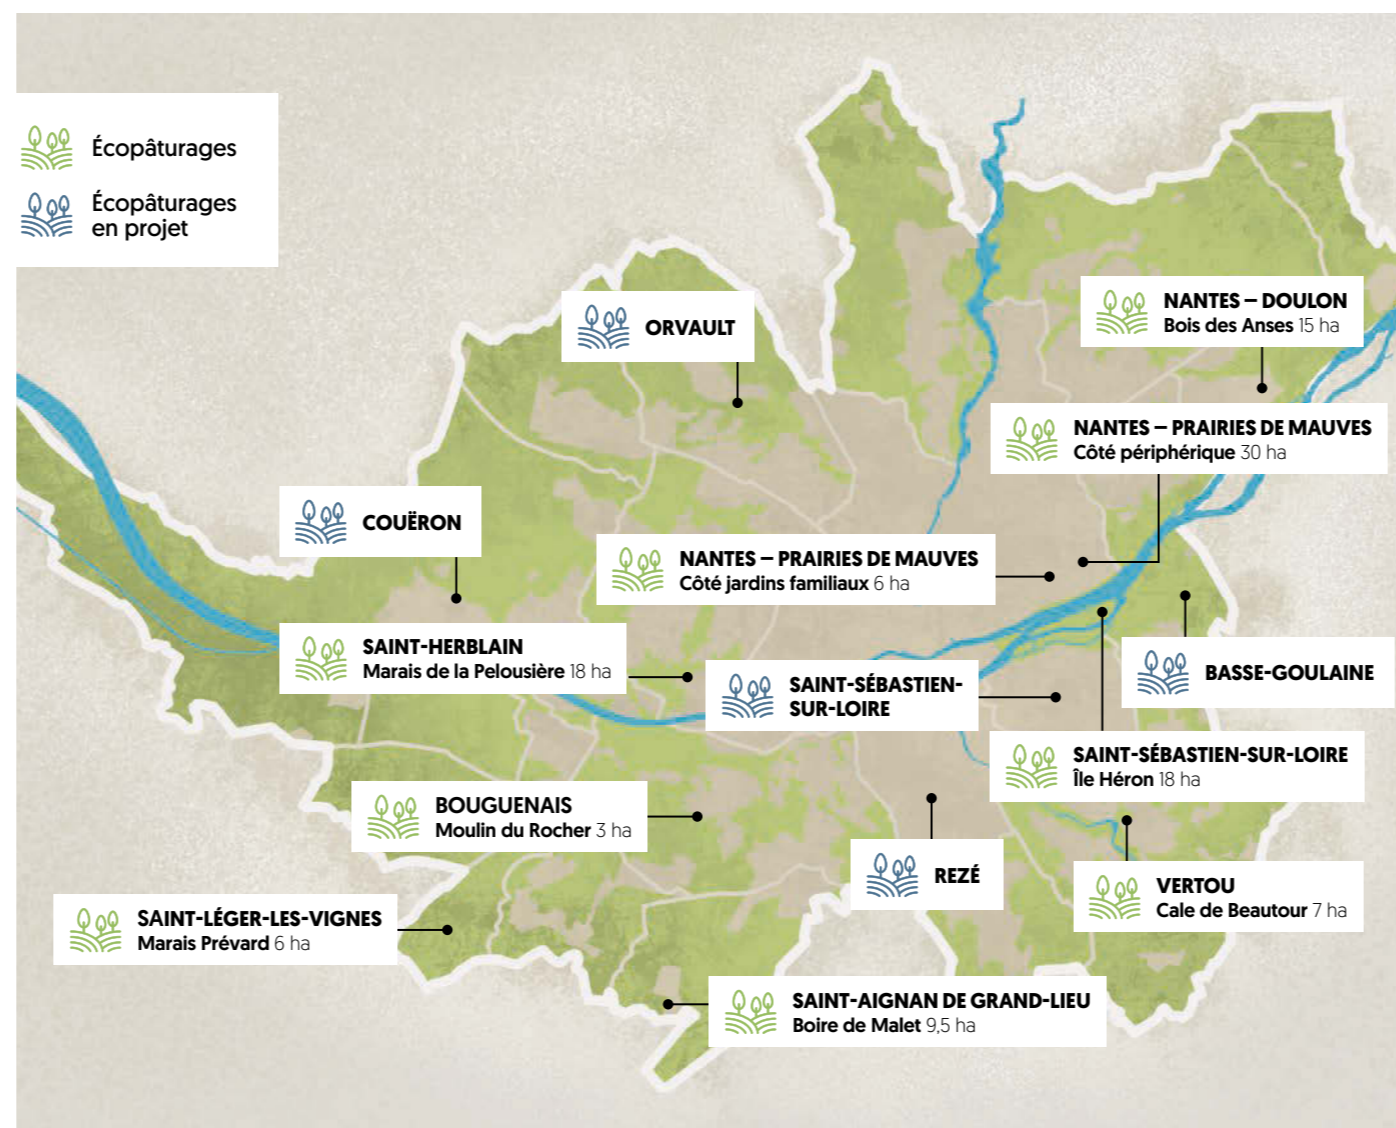 Écopâturages
Écopâturages
en projet
ORVAULT
NANTES – DOULON
Bois des Anses 15 ha
NANTES – PRAIRIES DE MAUVES
Côté périphérique 30 ha
COUËRON
NANTES – PRAIRIES DE MAUVES
Côté jardins familiaux 6 ha
SAINT-HERBLAIN
Marais de la Pelousière 18 ha
SAINT-SÉBASTIEN-
SUR-LOIRE
BASSE-GOULAINE
SAINT-SÉBASTIEN-SUR-LOIRE
Île Héron 18 ha
BOUGUENAIS
Moulin du Rocher 3 ha
REZÉ
VERTOU
Cale de Beautour 7 ha
SAINT-LÉGER-LES-VIGNES
Marais Prévard 6 ha
SAINT-AIGNAN DE GRAND-LIEU
Boire de Malet 9,5 ha